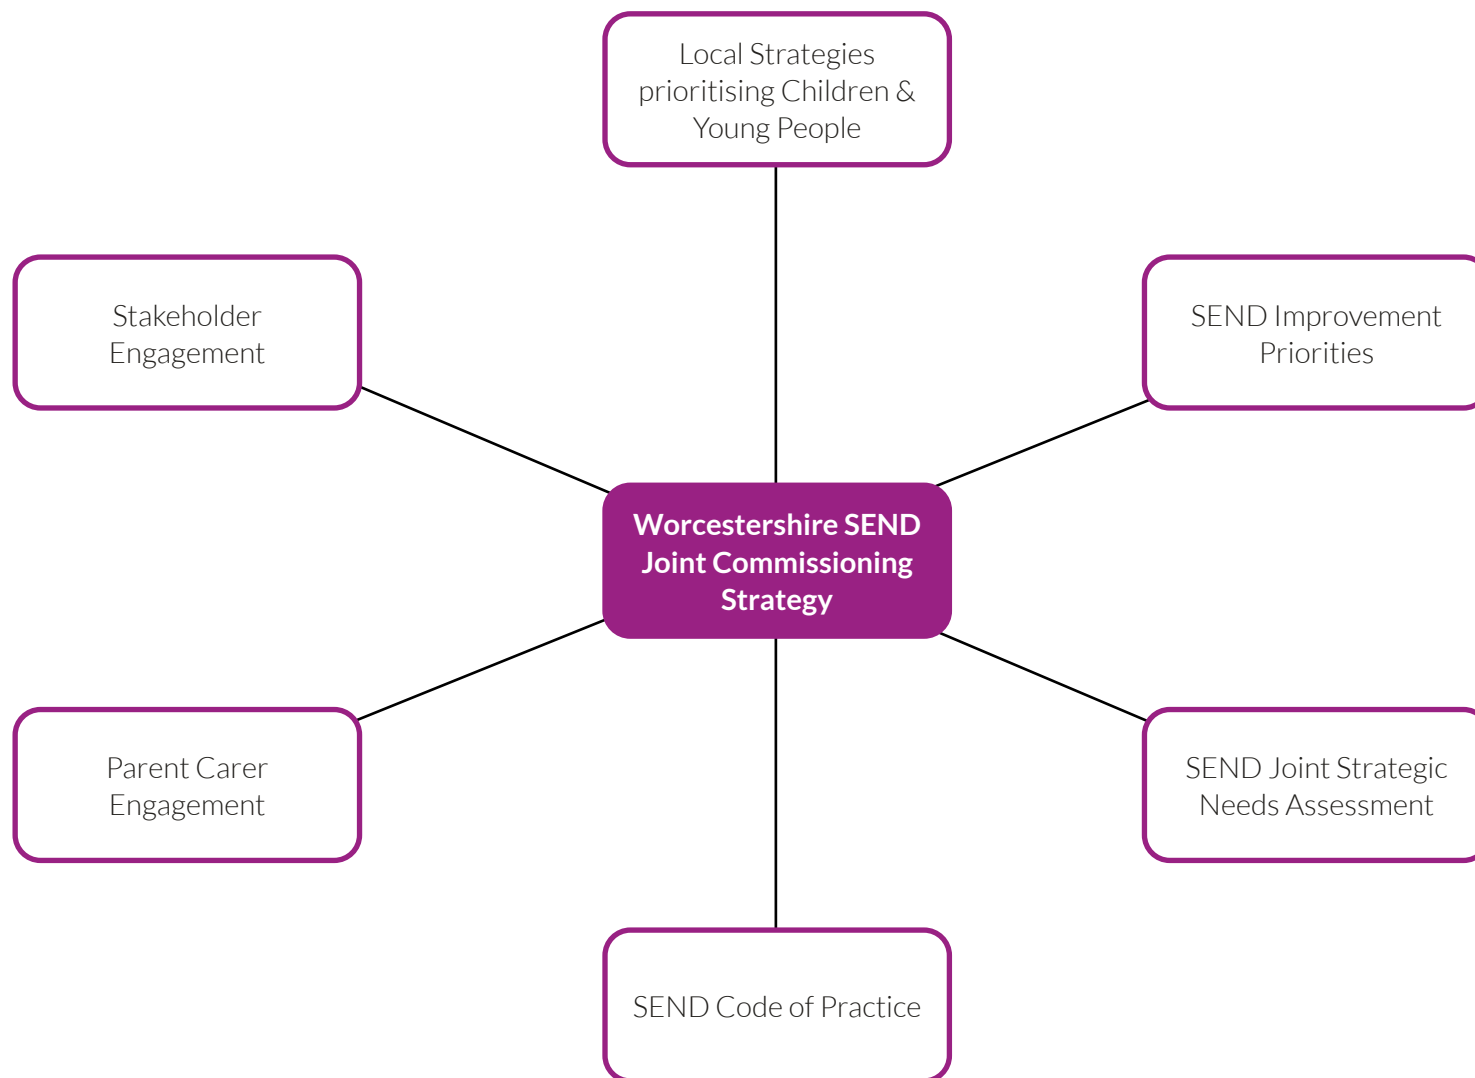 Local Strategies
prioritising Children &
Young People
Stakeholder
Engagement
SEND Improvement
Priorities
Worcestershire SEND
Joint Commissioning
Strategy
Parent Carer
Engagement
SEND Joint Strategic
Needs Assessment
SEND Code of Practice